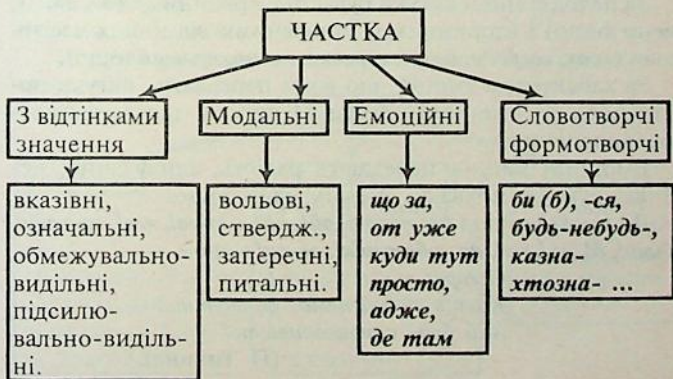 ЧАСТКА
З відтінками
значення
Модальні
Емоційні
Словотворчі
формотворчі
вказівні,
означальні,
обмежувально-
видільні,
підсилю-
вально-виділь-
ні.
вольові,
ствердж.,
заперечні,
питальні.
що за,
от уже
куди тут
просто,
адже,
де там
би (б), -ся,
будь-небудь-,
казна-
хтозна- ...